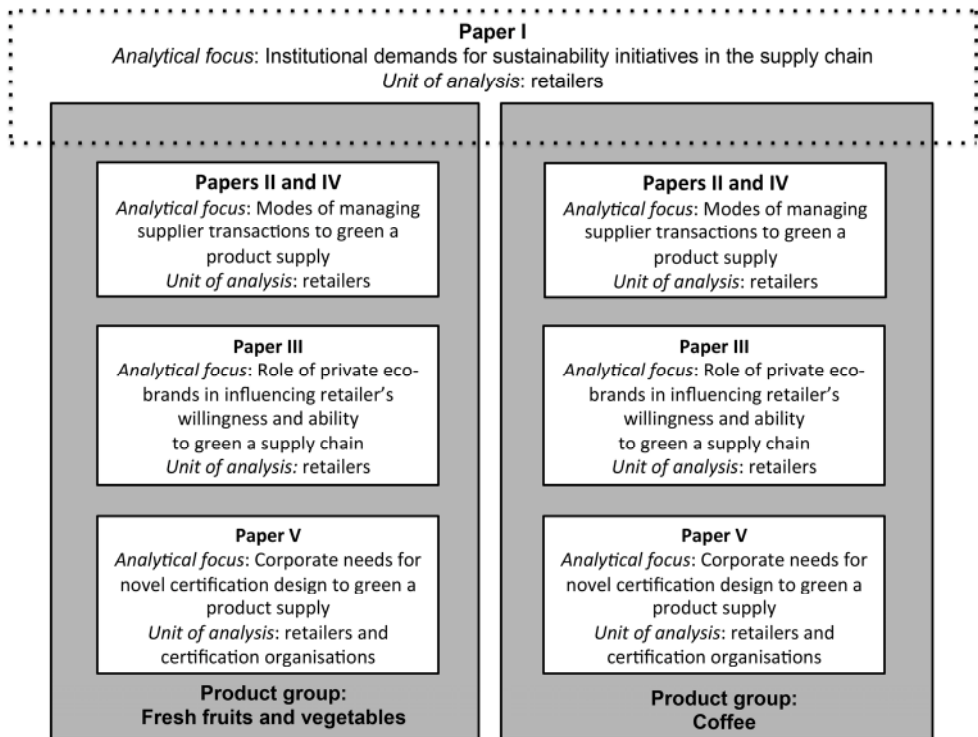 Paper I
Analytical focus: Institutional demands for sustainability initiatives in the supply chain
Unit of analysis: retailers
Papers II and IV
Analytical focus: Modes of managing
supplier transactions to green a
product supply
Unit of analysis: retailers
Paper III
Analytical focus: Role of private eco-
brands in influencing retailer's
willingness and ability
to green a supply chain
Unit of analysis: retailers
Paper V
Analytical focus: Corporate needs for
novel certification design to green a
product supply
Unit of analysis: retailers and
certification organisations
Product group:
Fresh fruits and vegetables
Papers II and IV
Analytical focus: Modes of managing
supplier transactions to green a
product supply
Unit of analysis: retailers
Paper III
Analytical focus: Role of private eco-
brands in influencing retailer's
willingness and ability
to green a supply chain
Unit of analysis: retailers
Paper V
Analytical focus: Corporate needs for
novel certification design to green a
product supply
Unit of analysis: retailers and
certification organisations
Product group:
Coffee